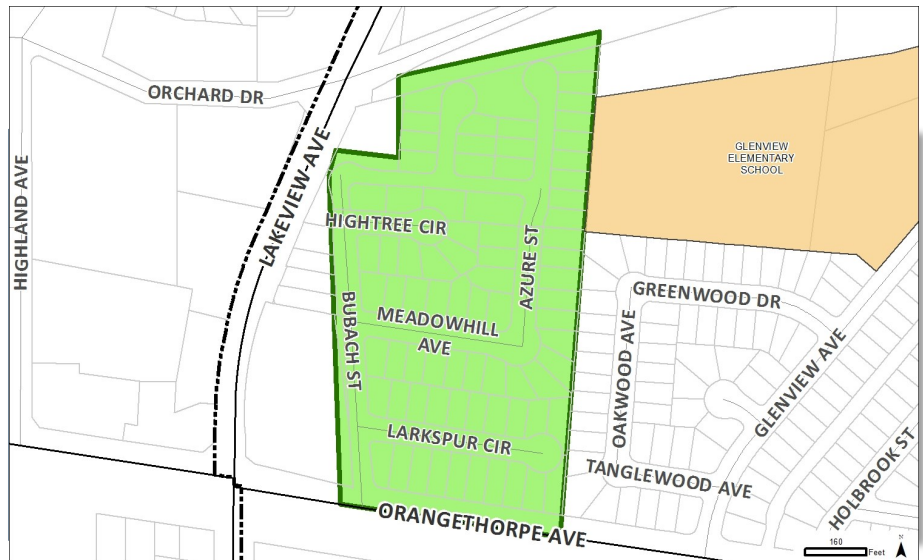 ORCHARD DR
HIGHLAND AVE
LAKEVIEW AVE
GLENVIEW
ELEMENTARY
SCHOOL
HIGHTREE CIR
AZURE ST
BUBACH ST
MEADOWHILL
AVE
GREENWOOD DR
OAKWOOD AVE
GLENVIEW AVE
LARKSPUR CIR
TANGLEWOOD AVE
HOLBROOK ST
ORANGETHORPE AVE
160
Feet
N